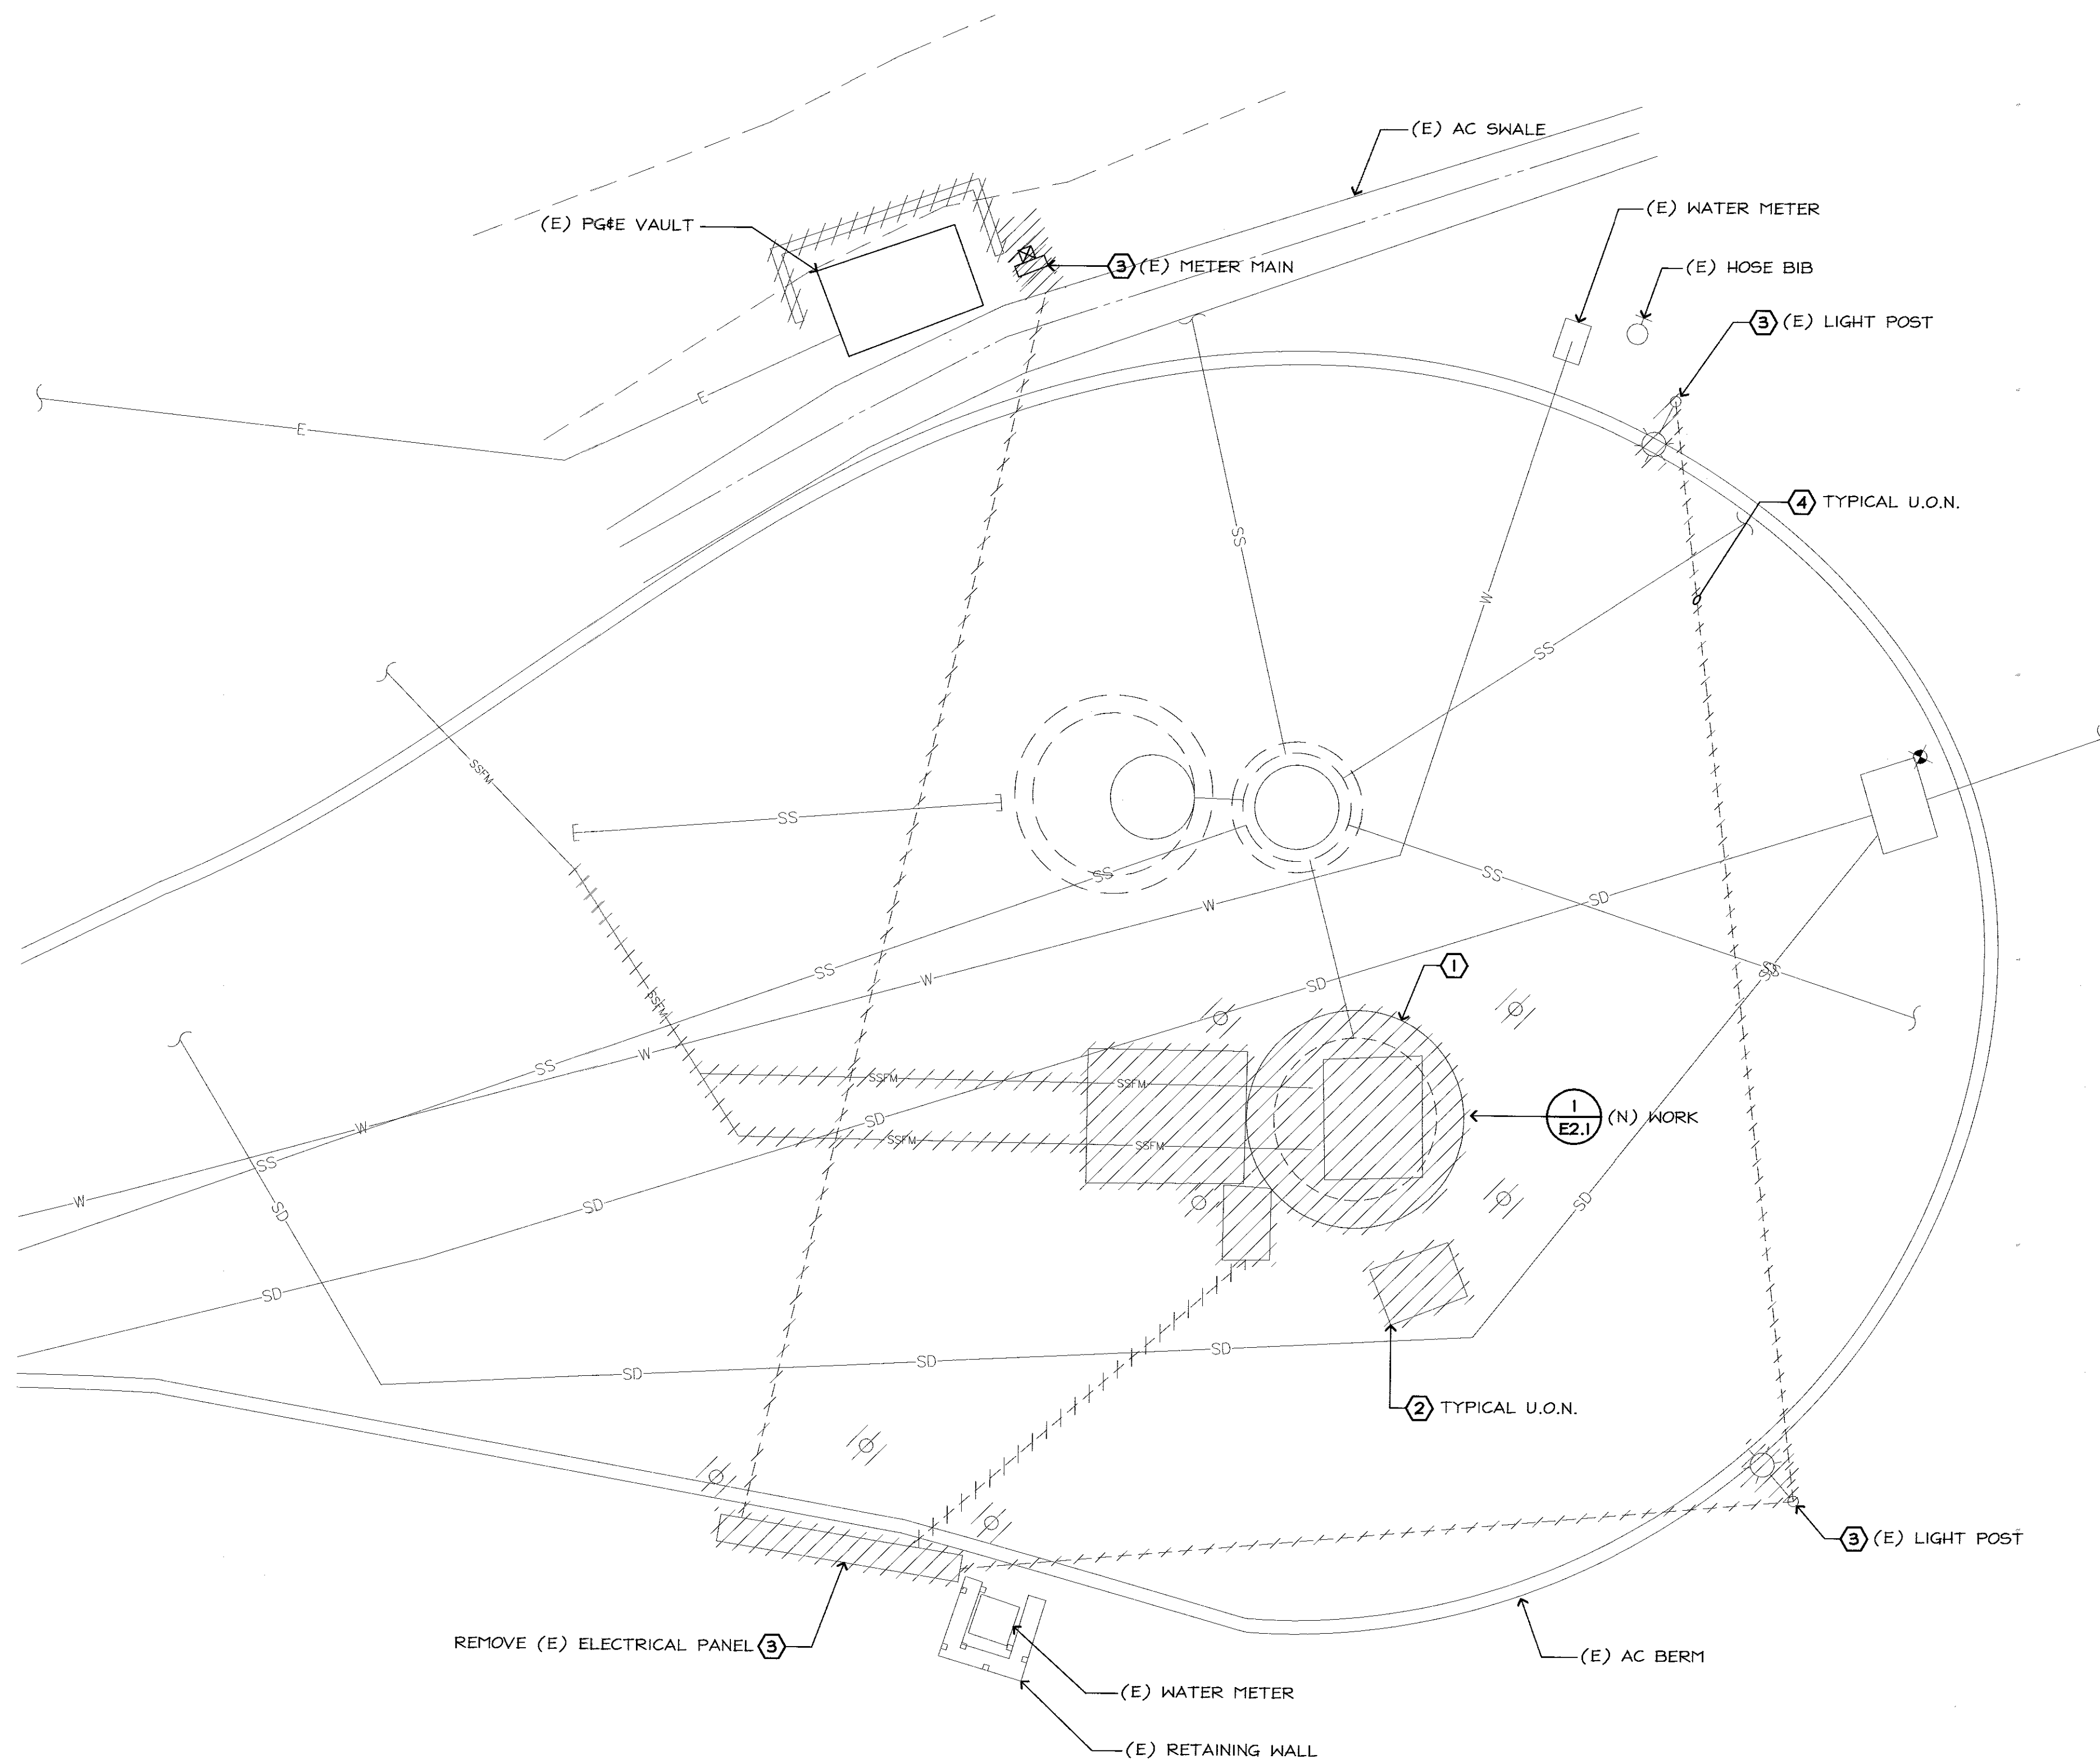 (E) AC SWALE
(E) WATER METER
(E) PG&E VAULT
3 (E) METER MAIN
(E) HOSE BIB
3 (E) LIGHT POST
E
E
4 TYPICAL U.O.N.
SS
W
SS
SSFM
SS
SS
SS
SD
W
1
SS
SS
W
SD
SSFM
W
SS
SSFM
SSFM
1
E2.1
(N) WORK
SD
W
SSFM
SSFM
SS
W
SD
SD
SD
SD
SD
SD
SD
2 TYPICAL U.O.N.
3 (E) LIGHT POST
REMOVE (E) ELECTRICAL PANEL 3
(E) AC BERM
(E) WATER METER
(E) RETAINING WALL